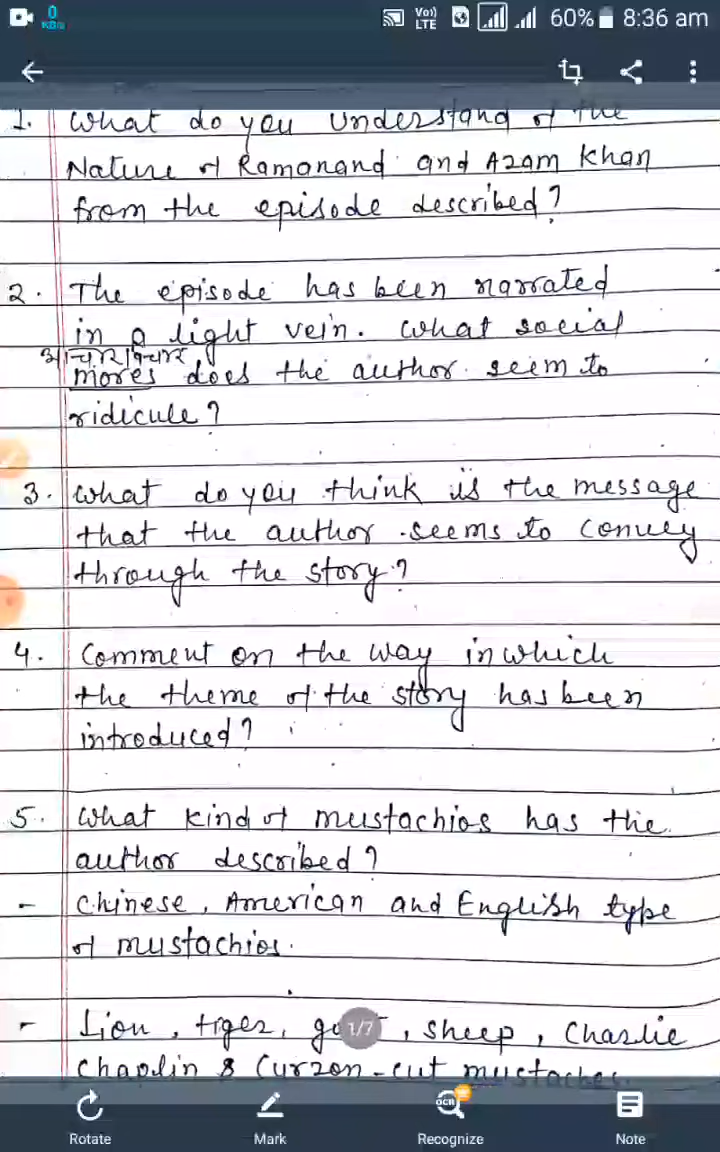 0
KB/s
Vo))
LTE
60%
8:36 am
1. What do you understand of the
Nature of Ramanand and Azam Khan
from the episode described?
2. The episode has been narrated
in a light vein. What social
आचार विचार
mores does the author seem to
ridicule?
3. What do you think is the message
that the author seems to convey
through the story?
4. Comment on the way in which
the theme of the story has been
introduced?
5. What kind of mustachios has the
author described?
- Chinese, American and English type
of mustachios.
- Lion, tiger, , sheep, Charlie
1/7
Chaplin & Curzon-cut mustaches.
OCR
Rotate
Mark
Recognize
Note